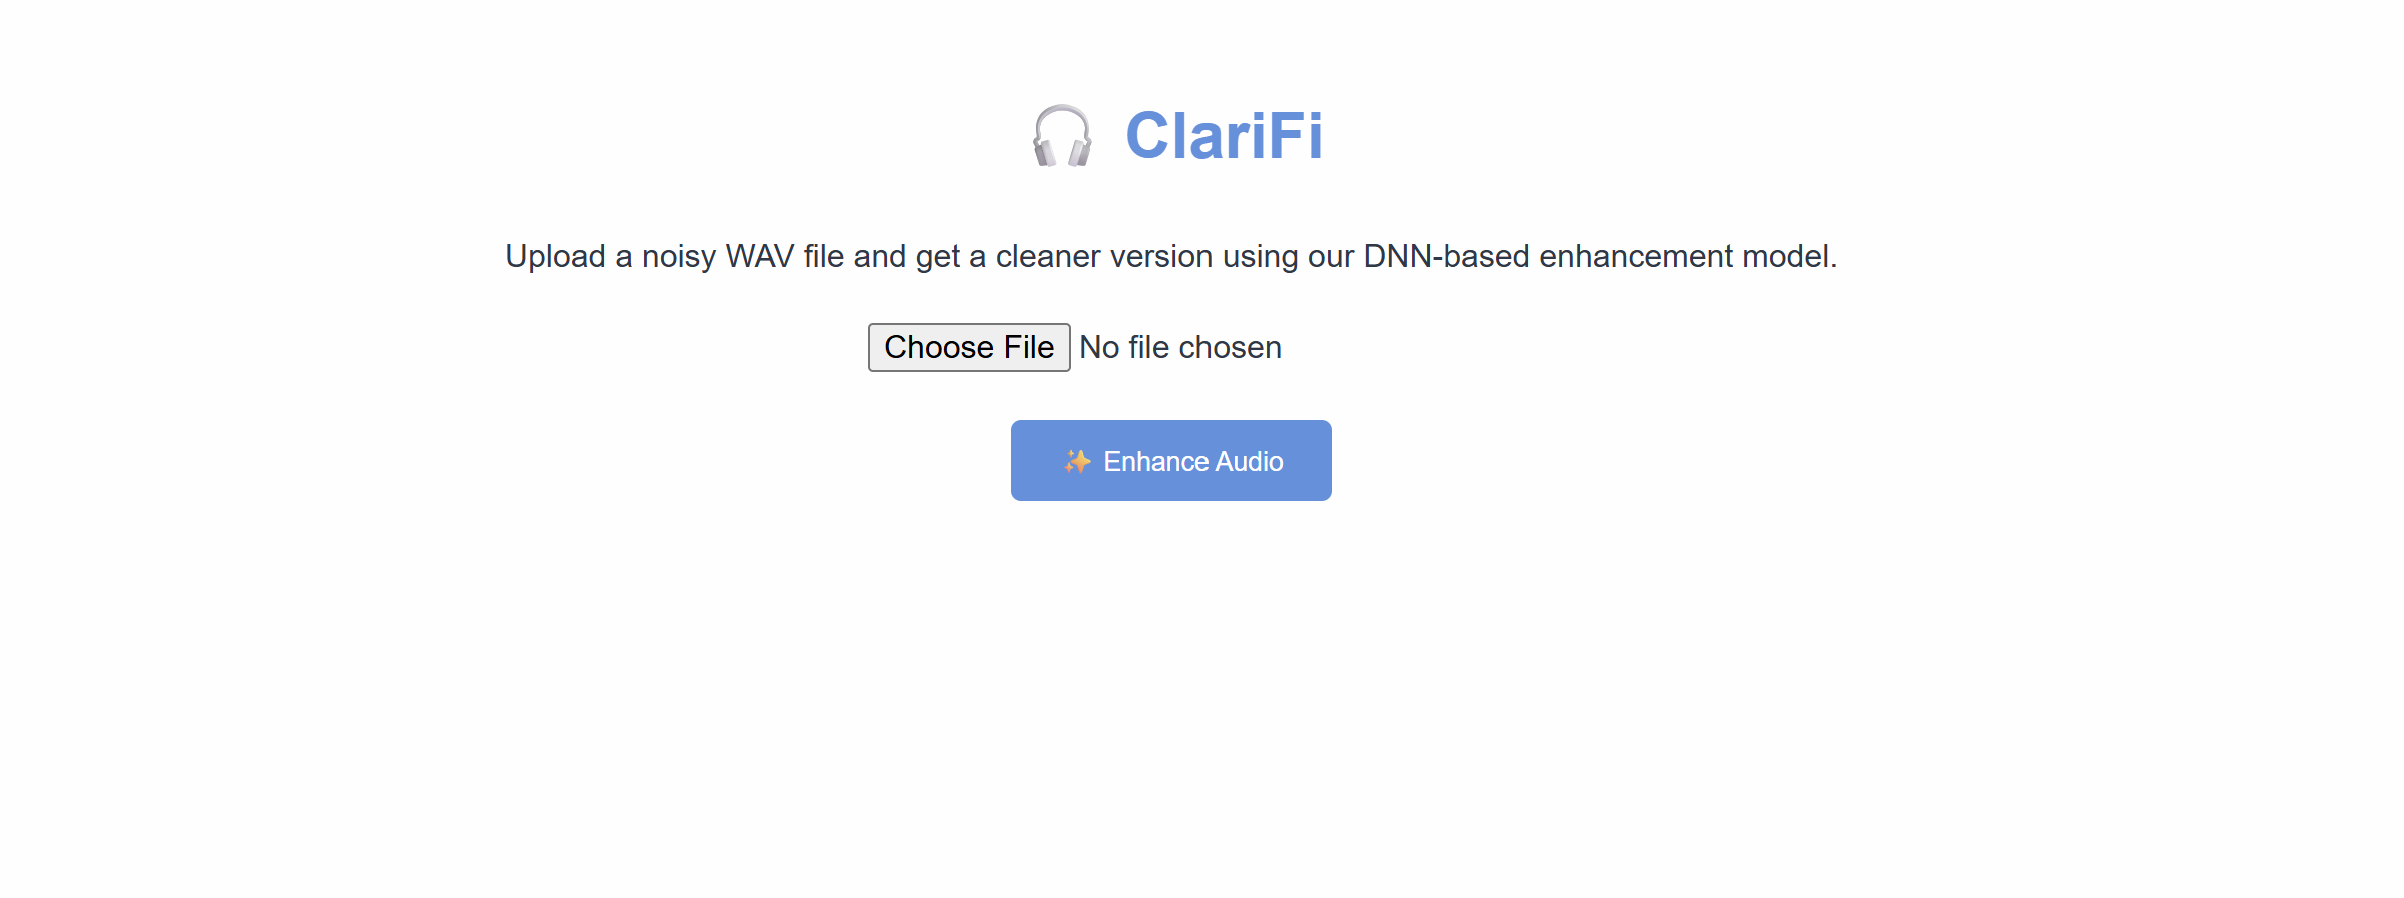 🎧 ClariFi
Upload a noisy WAV file and get a cleaner version using our DNN-based enhancement model.
Choose File No file chosen
✨ Enhance Audio